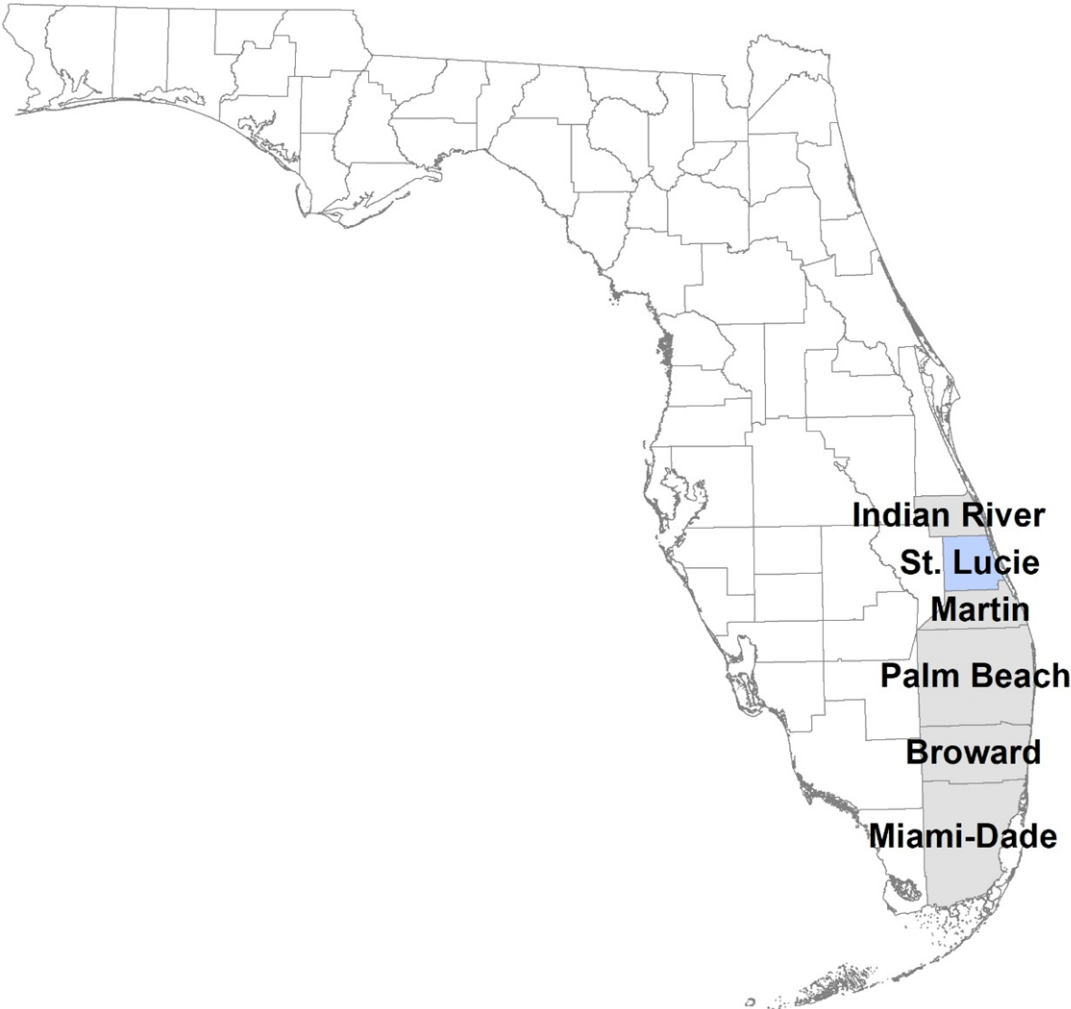 Indian River
St. Lucie
Martin
Palm Beach
Broward
Miami-Dade